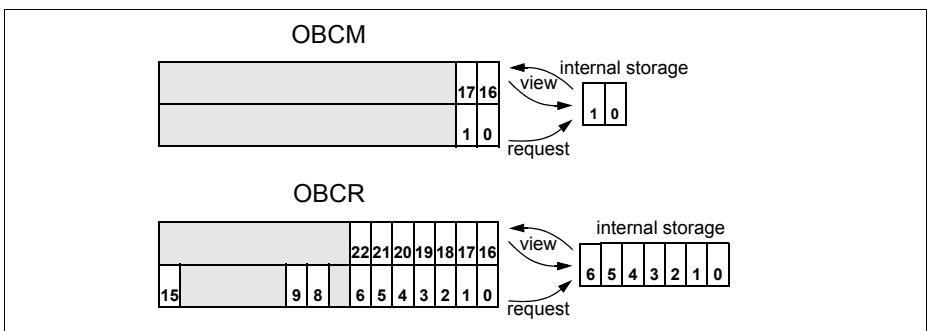 OBCM
internal storage
view
17 16
1 0
1 0
request
OBCR
internal storage
view
22 21 20 19 18 17 16
6 5 4 3 2 1 0
15 9 8 6 5 4 3 2 1 0
request